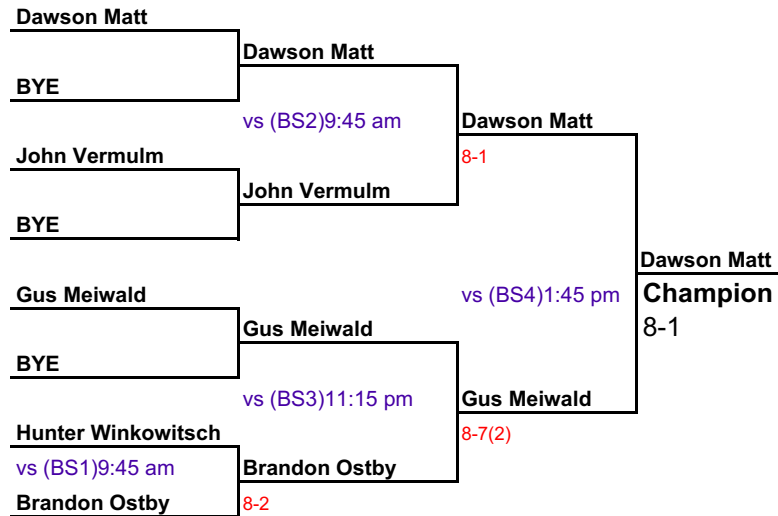 Dawson Matt
Dawson Matt
BYE
vs (BS2)9:45 am
Dawson Matt
John Vermulm
8-1
John Vermulm
BYE
Dawson Matt
Gus Meiwald
vs (BS4)1:45 pm
Champion
Gus Meiwald
8-1
BYE
vs (BS3)11:15 pm
Gus Meiwald
Hunter Winkowitsch
8-7(2)
vs (BS1)9:45 am
Brandon Ostby
Brandon Ostby
8-2